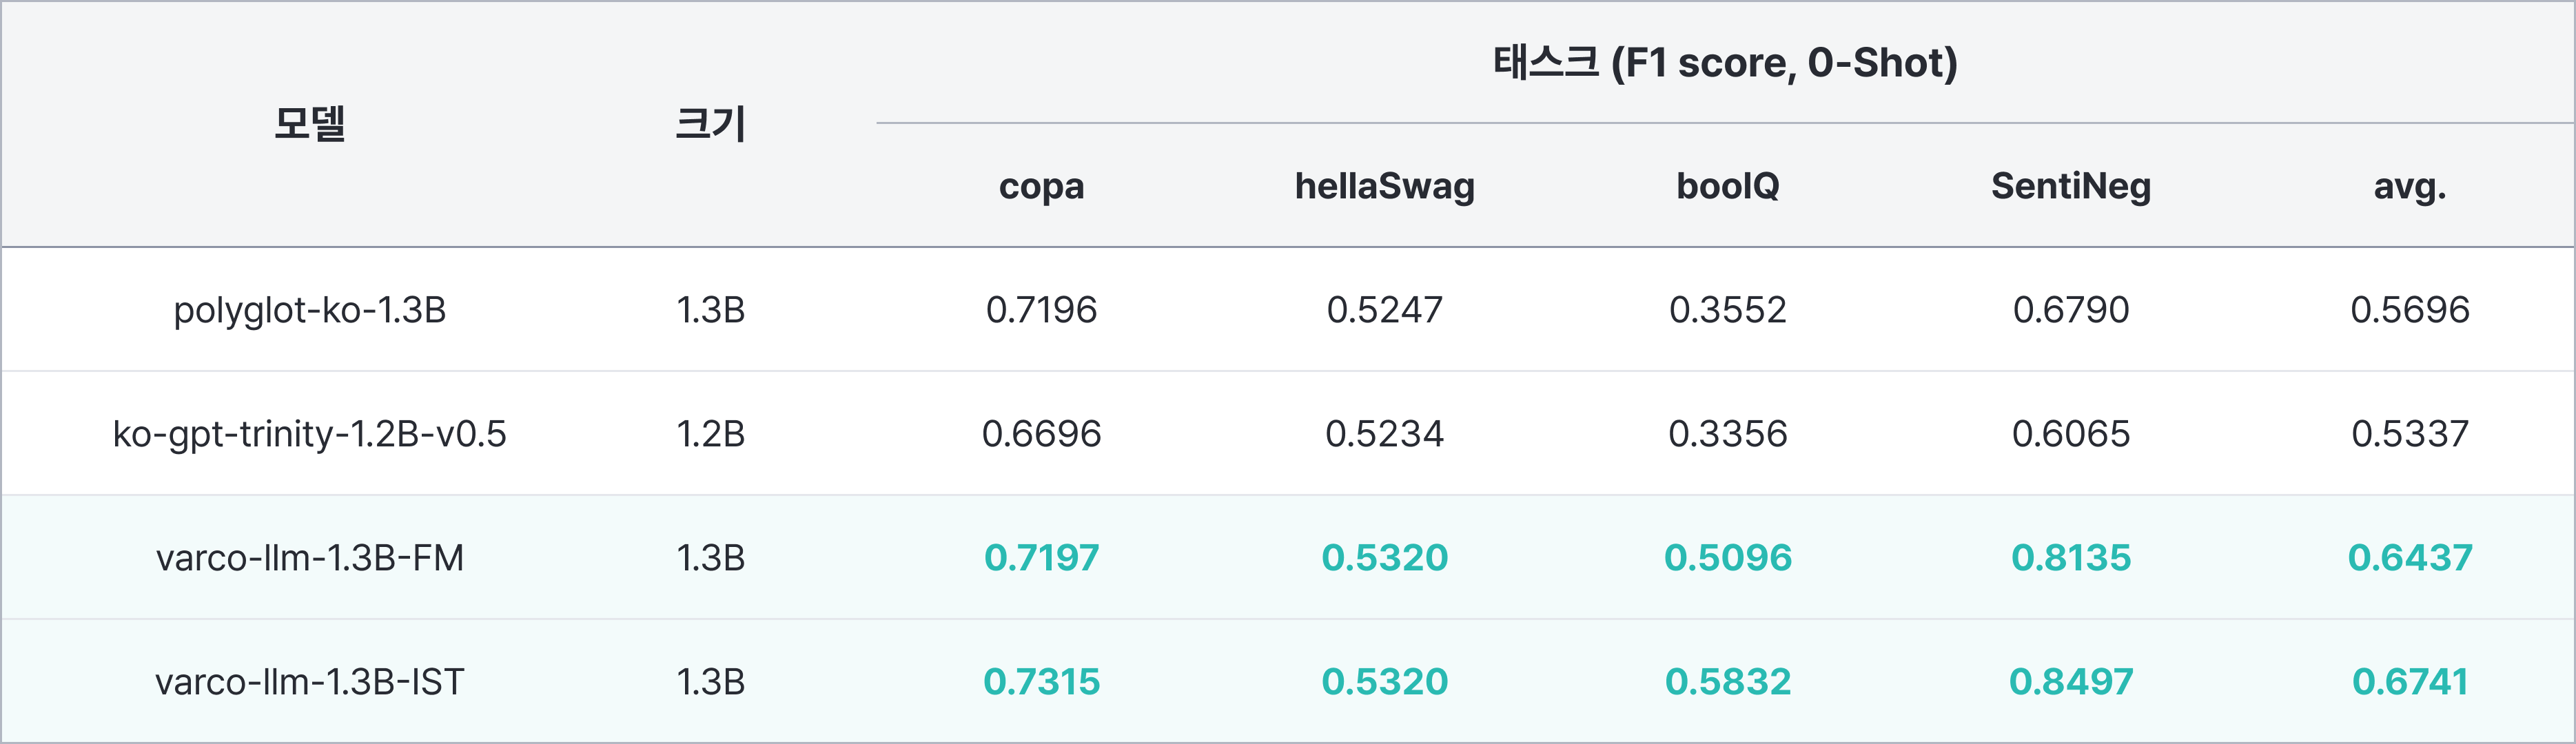 태스크 (F1 score, 0-Shot)
모델 크기
copa hellaSwag boolQ SentiNeg avg.
polyglot-ko-1.3B 1.3B 0.7196 0.5247 0.3552 0.6790 0.5696
ko-gpt-trinity-1.2B-v0.5 1.2B 0.6696 0.5234 0.3356 0.6065 0.5337
varco-llm-1.3B-FM 1.3B 0.7197 0.5320 0.5096 0.8135 0.6437
varco-llm-1.3B-IST 1.3B 0.7315 0.5320 0.5832 0.8497 0.6741